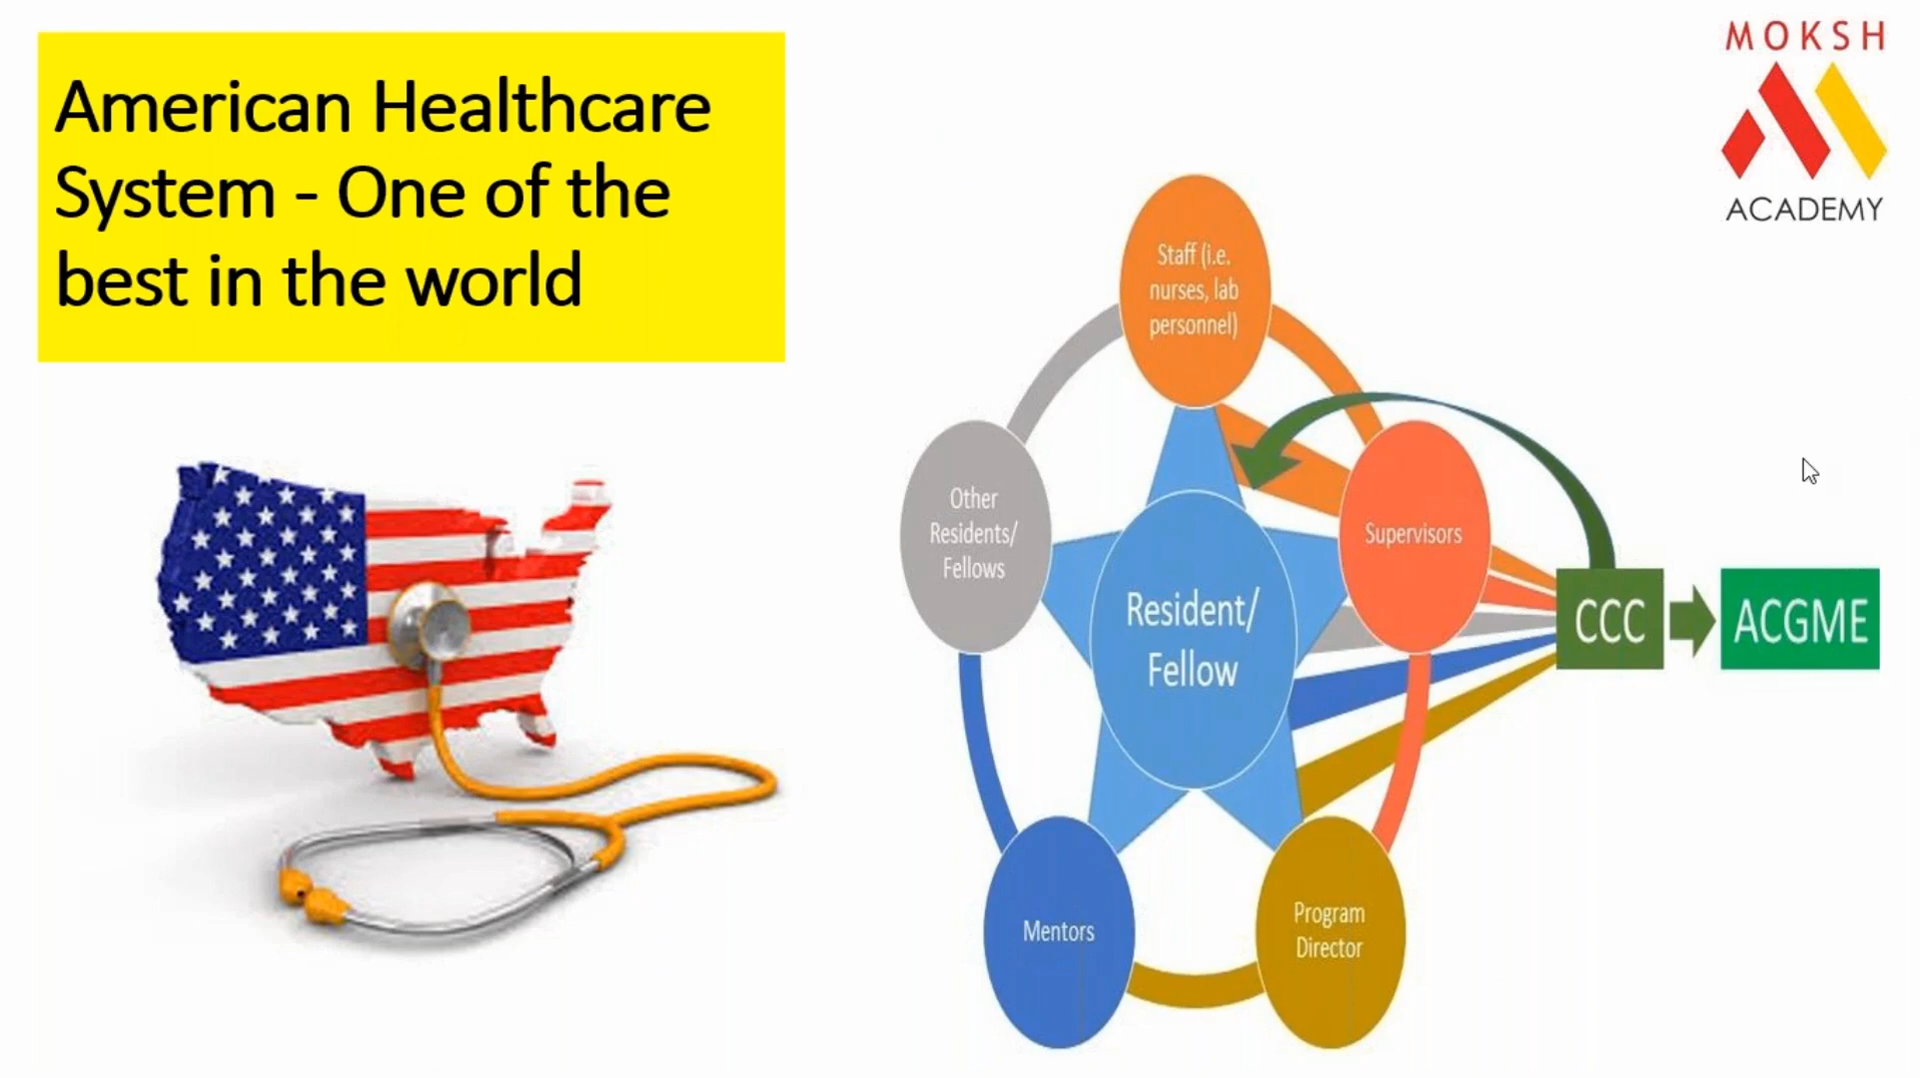 American Healthcare
System - One of the
best in the world
MOKSH
ACADEMY
Staff (i.e.
nurses, lab
personnel)
Other
Residents/
Fellows
Supervisors
Resident/
Fellow
CCC
ACGME
Mentors
Program
Director